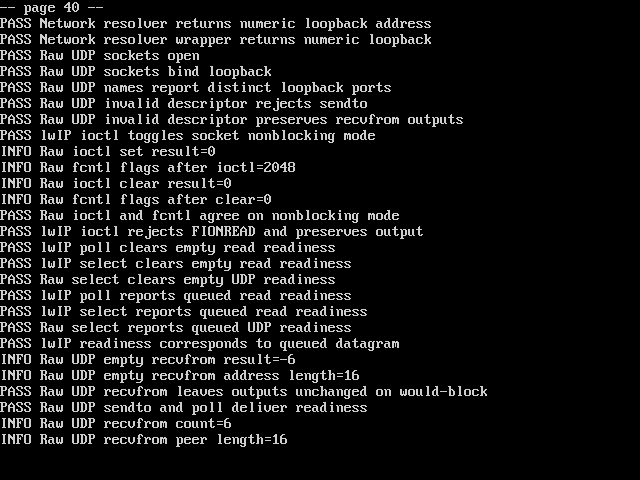 -- page 40 --
PASS Network resolver returns numeric loopback address
PASS Network resolver wrapper returns numeric loopback
PASS Raw UDP sockets open
PASS Raw UDP sockets bind loopback
PASS Raw UDP names report distinct loopback ports
PASS Raw UDP invalid descriptor rejects sendto
PASS Raw UDP invalid descriptor preserves recvfrom outputs
PASS lwIP ioctl toggles socket nonblocking mode
INFO Raw ioctl set result=0
INFO Raw fcntl flags after ioctl=2048
INFO Raw ioctl clear result=0
INFO Raw fcntl flags after clear=0
PASS Raw ioctl and fcntl agree on nonblocking mode
PASS lwIP ioctl rejects FIONREAD and preserves output
PASS lwIP poll clears empty read readiness
PASS lwIP select clears empty read readiness
PASS Raw select clears empty UDP readiness
PASS lwIP poll reports queued read readiness
PASS lwIP select reports queued read readiness
PASS Raw select reports queued UDP readiness
PASS lwIP readiness corresponds to queued datagram
INFO Raw UDP empty recvfrom result=-6
INFO Raw UDP empty recvfrom address length=16
PASS Raw UDP recvfrom leaves outputs unchanged on would-block
PASS Raw UDP sendto and poll deliver readiness
INFO Raw UDP recvfrom count=6
INFO Raw UDP recvfrom peer length=16